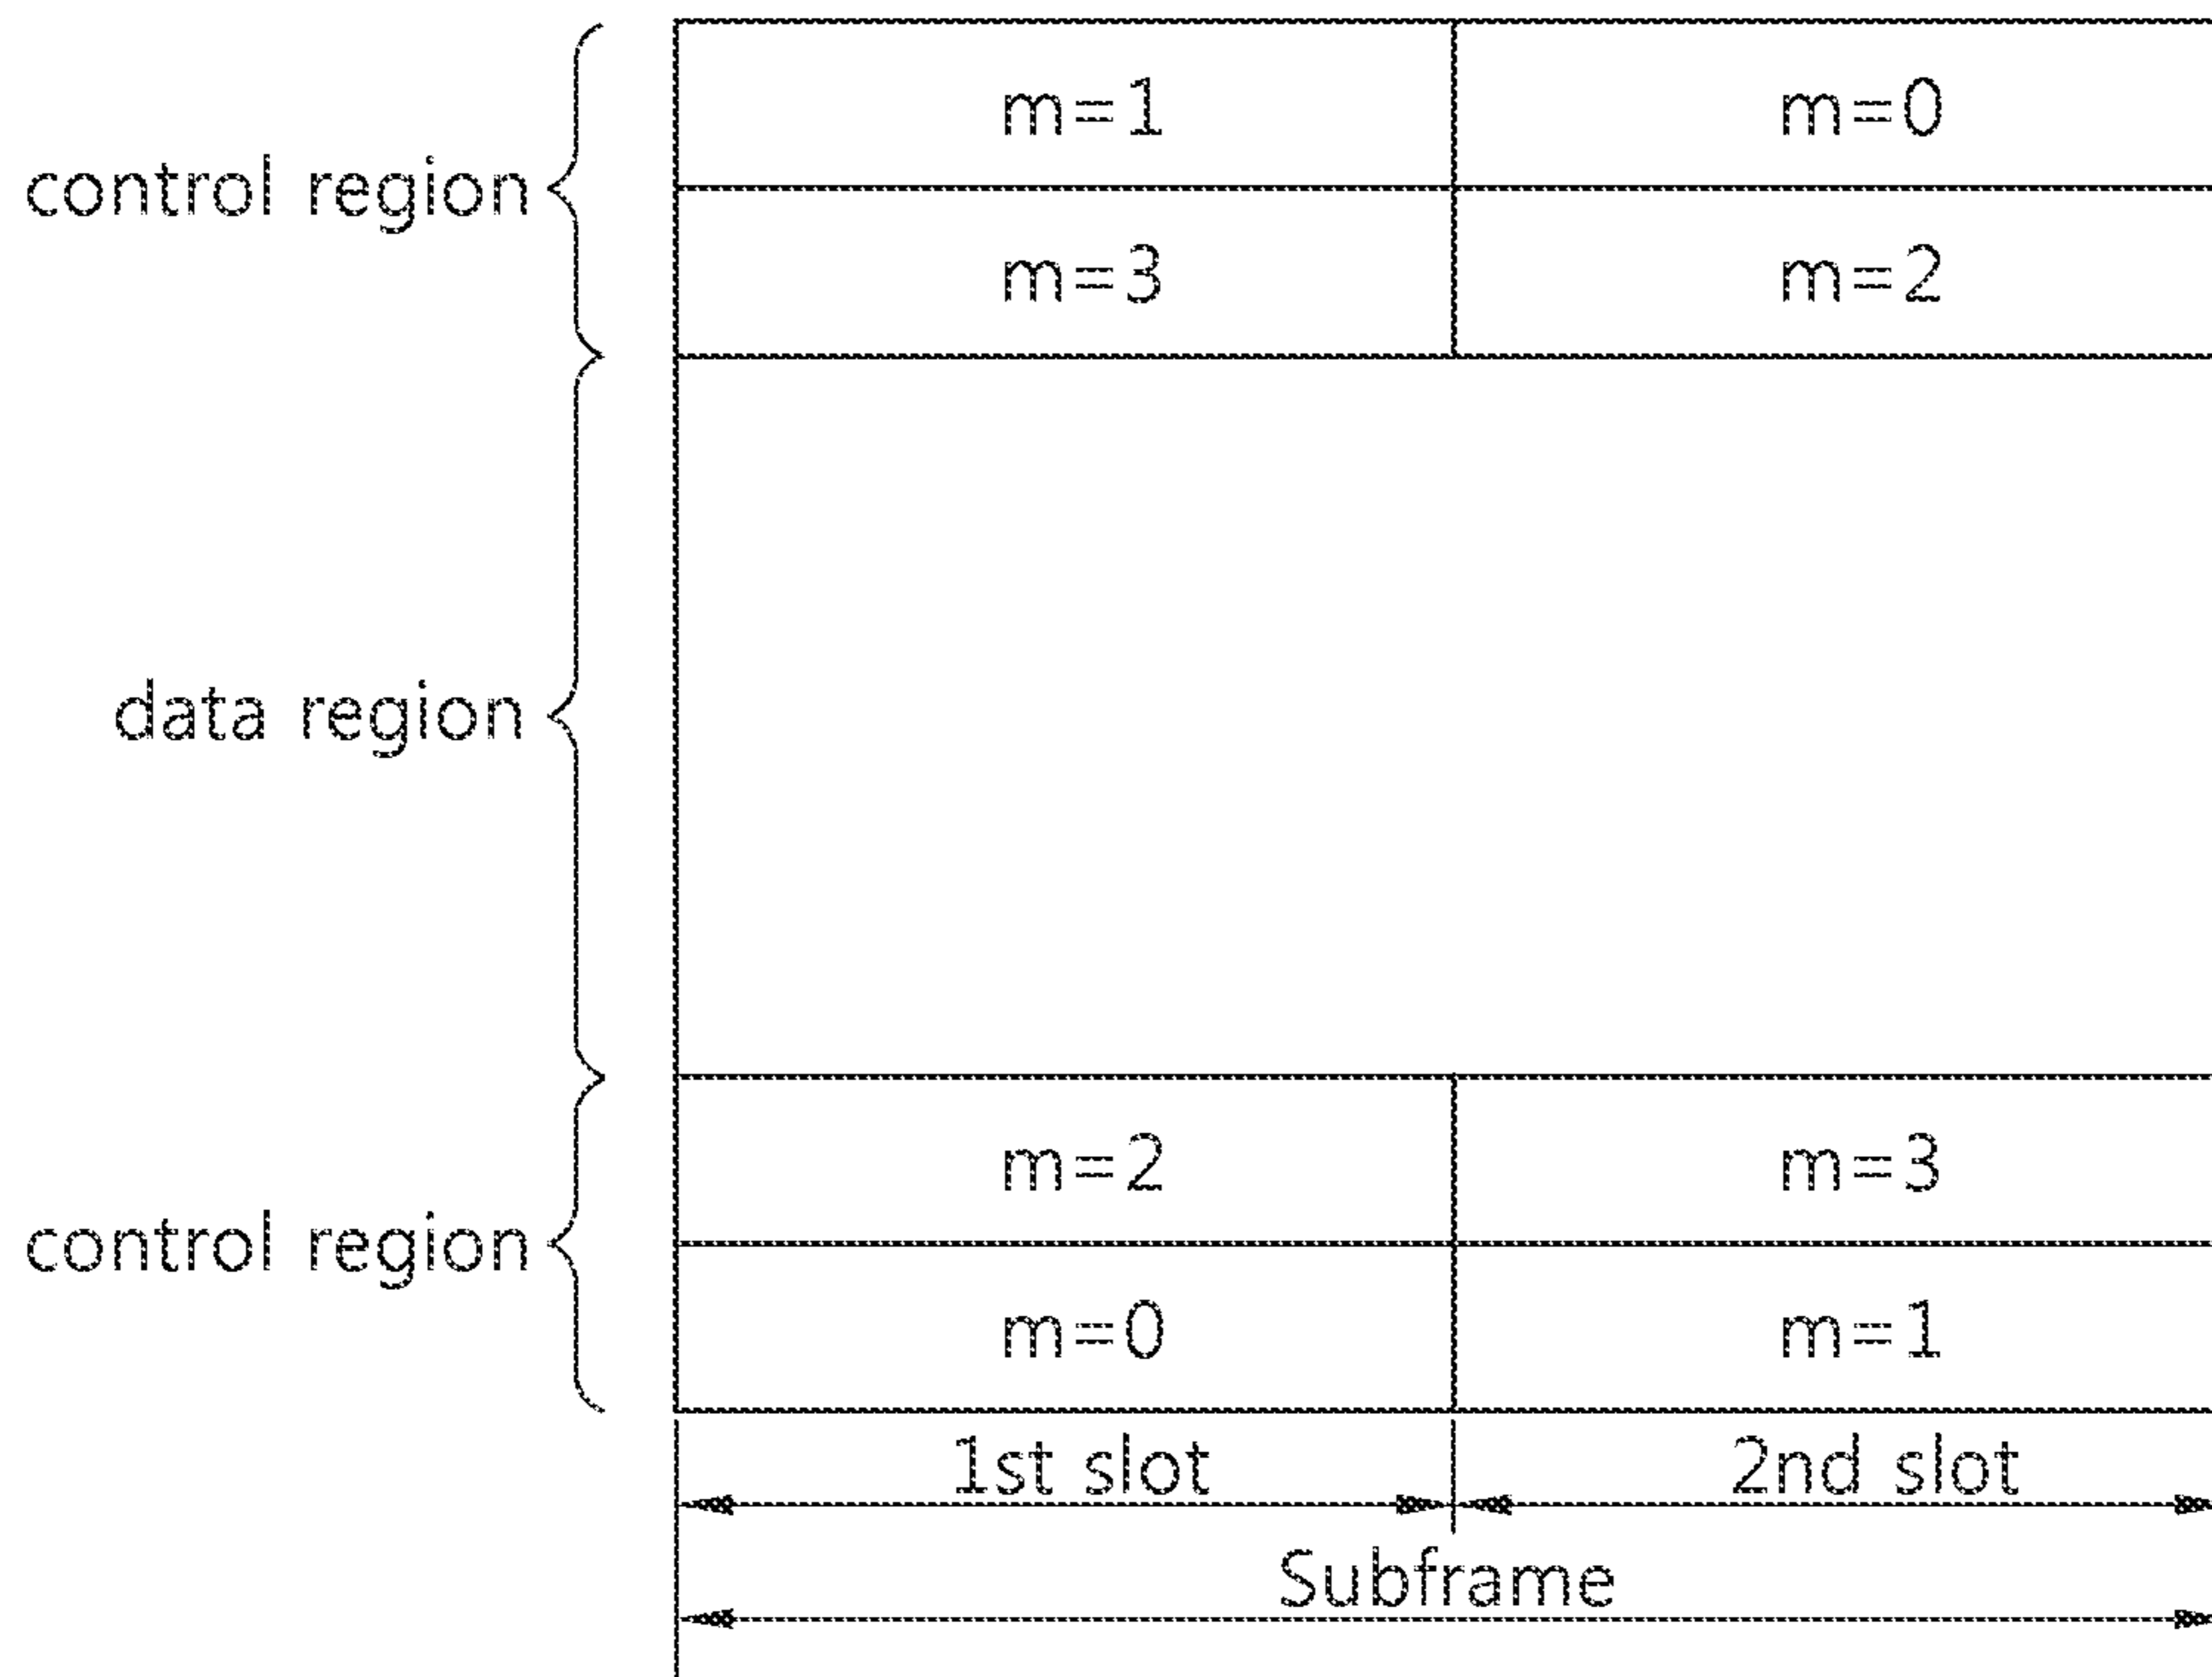 m=1 m=0
control region
m=3 m=2
data region
m=2 m=3
control region
m=0 m=1
1st slot 2nd slot
Subframe